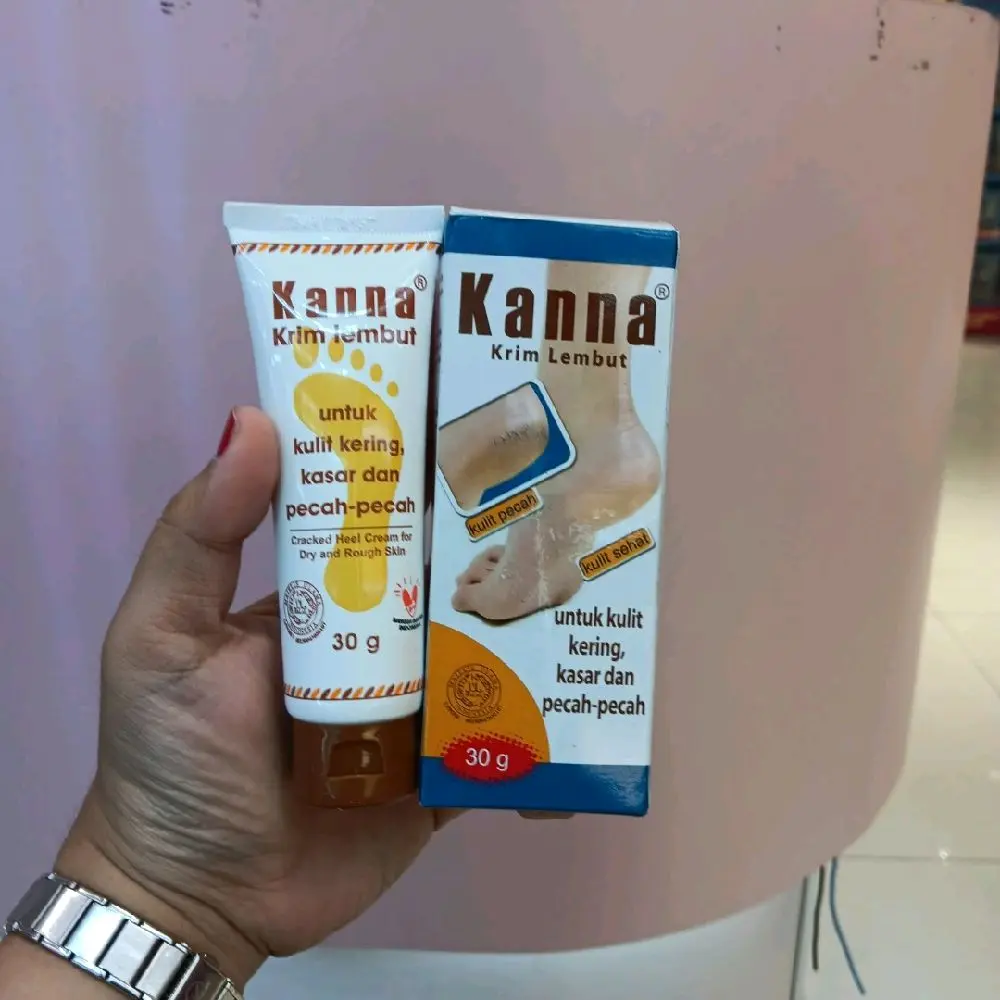 Kanna®
Krim lembut
untuk
kulit kering,
kasar dan
pecah-pecah
Cracked Heel Cream for
Dry and Rough Skin
30 g
Kanna®
Krim Lembut
kulit pecah
kulit sehat
untuk kulit
kering,
kasar dan
pecah-pecah
30 g